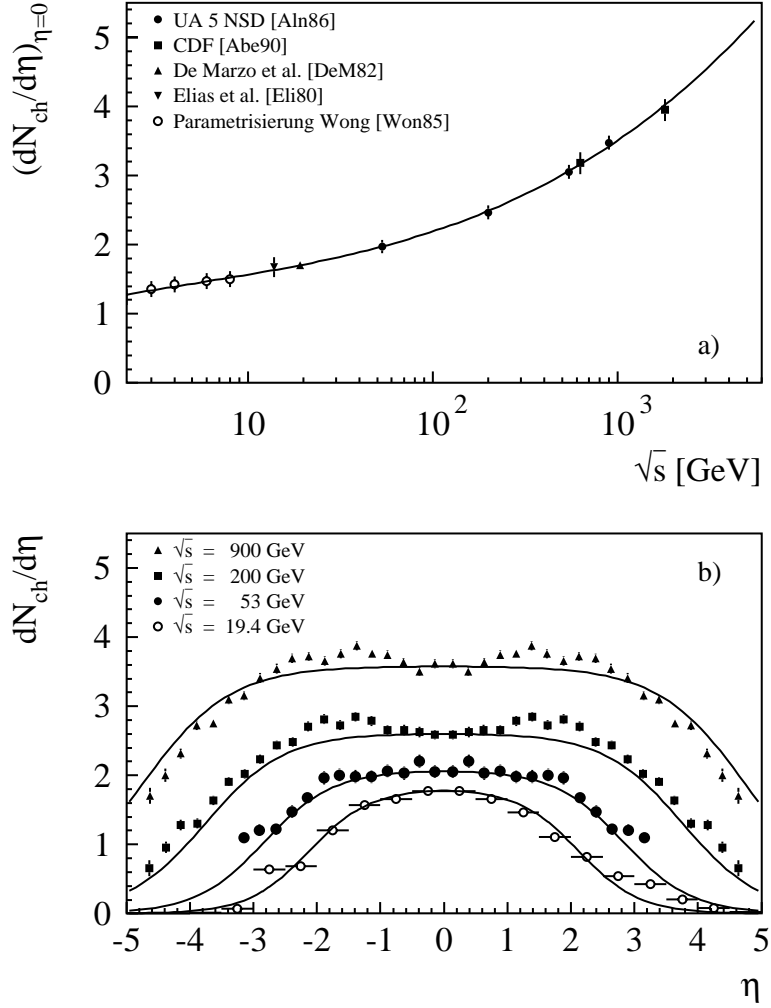 (dN_ch/dη)_η=0
5
4
3
2
1
0
UA 5 NSD [Aln86]
CDF [Abe90]
De Marzo et al. [DeM82]
Elias et al. [Eli80]
Parametrisierung Wong [Won85]
a)
10
10^2
10^3
√s [GeV]
dN_ch/dη
5
4
3
2
1
0
√s = 900 GeV
√s = 200 GeV
√s = 53 GeV
√s = 19.4 GeV
b)
-5 -4 -3 -2 -1 0 1 2 3 4 5
η